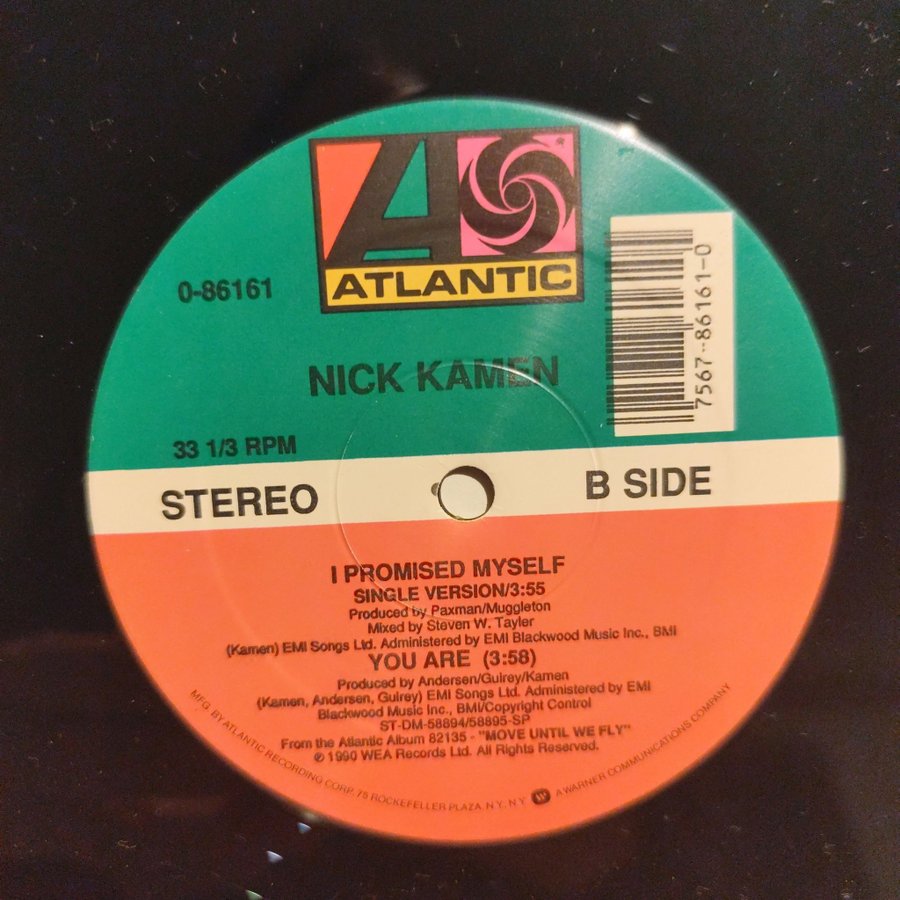 ATLANTIC
0-86161
7567-86161-0
NICK KAMEN
33 1/3 RPM
STEREO
B SIDE
I PROMISED MYSELF
SINGLE VERSION/3:55
Produced by Paxman/Muggleton
Mixed by Steven W. Tayler
(Kamen) EMI Songs Ltd. Administered by EMI Blackwood Music Inc., BMI
YOU ARE (3:58)
Produced by Andersen/Guirey/Kamen
(Kamen, Andersen, Guirey) EMI Songs Ltd. Administered by EMI
Blackwood Music Inc., BMI/Copyright Control
ST-DM-58894/58895-SP
From the Atlantic Album 82135 - "MOVE UNTIL WE FLY"
℗ 1990 WEA Records Ltd. All Rights Reserved.
MFG. BY ATLANTIC RECORDING CORP. 75 ROCKEFELLER PLAZA, N.Y., N.Y. A WARNER COMMUNICATIONS COMPANY